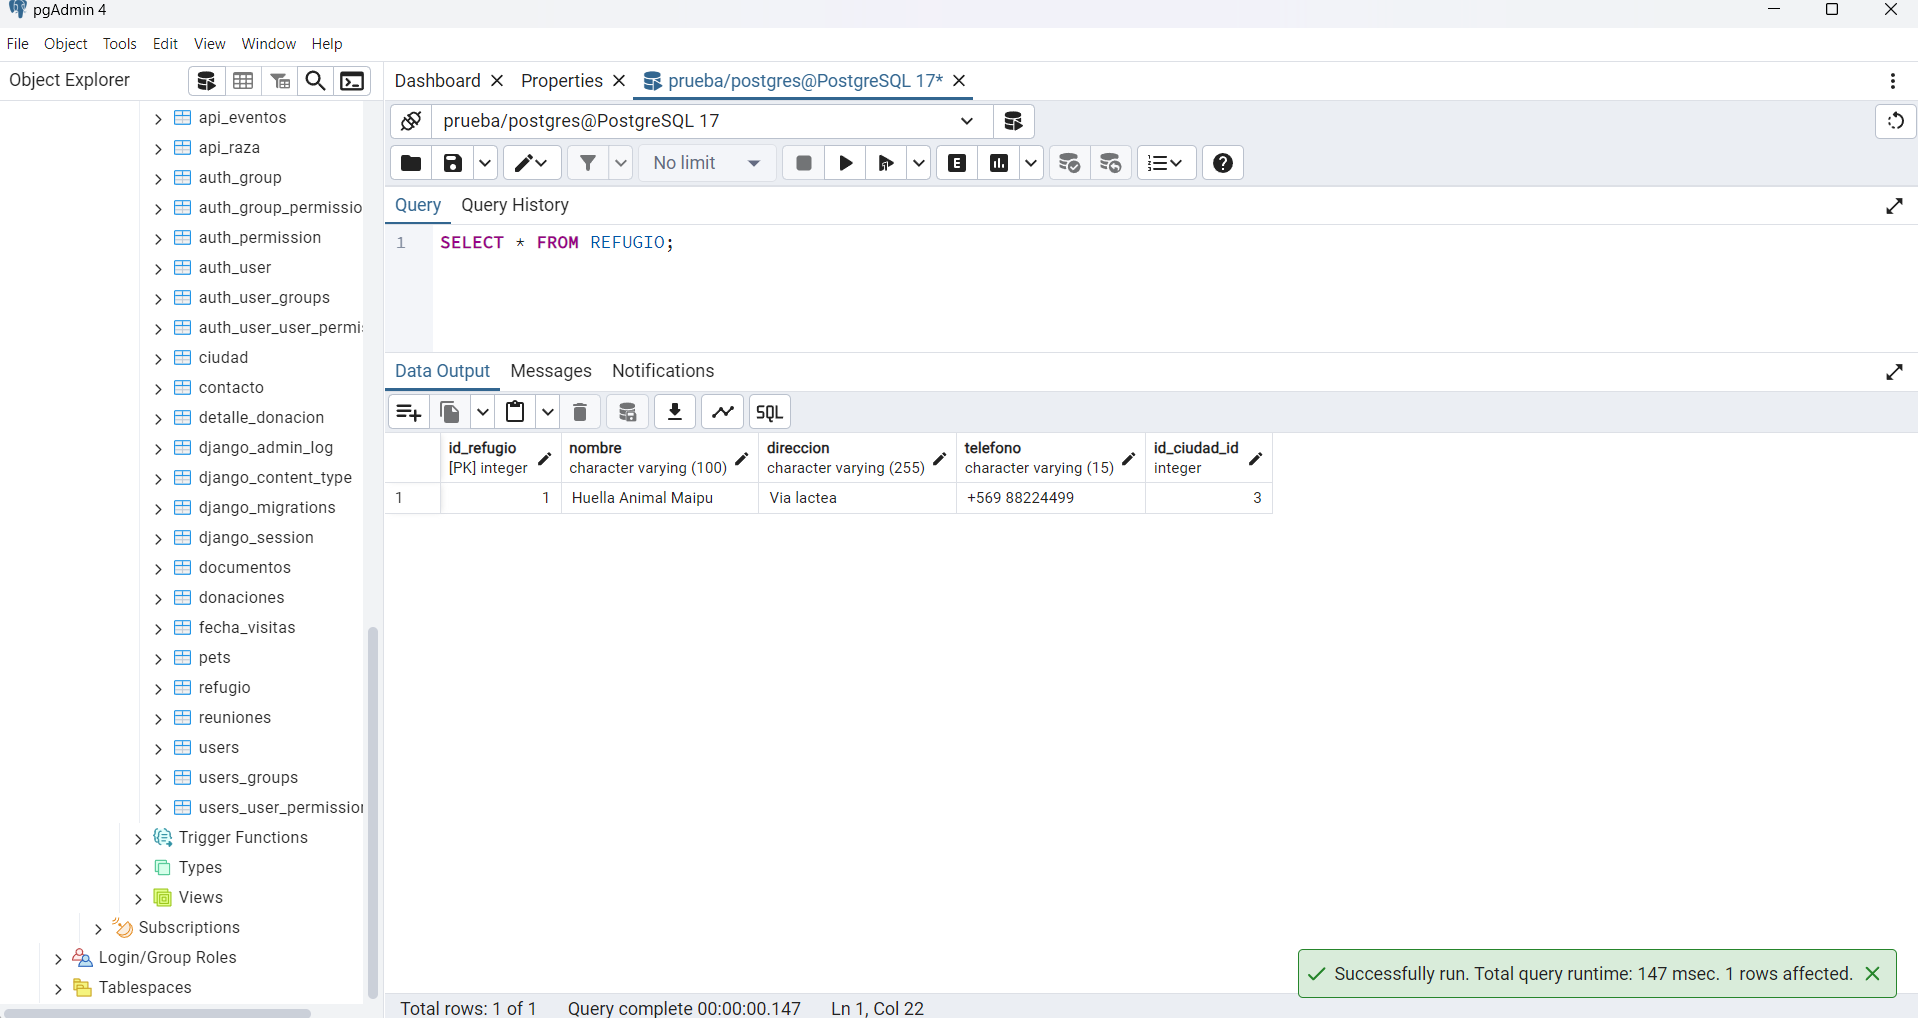 pgAdmin 4
File Object Tools Edit View Window Help
Object Explorer
api_eventos
api_raza
auth_group
auth_group_permissio
auth_permission
auth_user
auth_user_groups
auth_user_user_permi
ciudad
contacto
detalle_donacion
django_admin_log
django_content_type
django_migrations
django_session
documentos
donaciones
fecha_visitas
pets
refugio
reuniones
users
users_groups
users_user_permission
Trigger Functions
Types
Views
Subscriptions
Login/Group Roles
Tablespaces
Dashboard Properties prueba/postgres@PostgreSQL 17*
prueba/postgres@PostgreSQL 17
No limit E
Query Query History
1 SELECT * FROM REFUGIO;
Data Output Messages Notifications
SQL
id_refugio nombre direccion telefono id_ciudad_id
[PK] integer character varying (100) character varying (255) character varying (15) integer
1 1 Huella Animal Maipu Via lactea +569 88224499 3
Successfully run. Total query runtime: 147 msec. 1 rows affected.
Total rows: 1 of 1 Query complete 00:00:00.147 Ln 1, Col 22